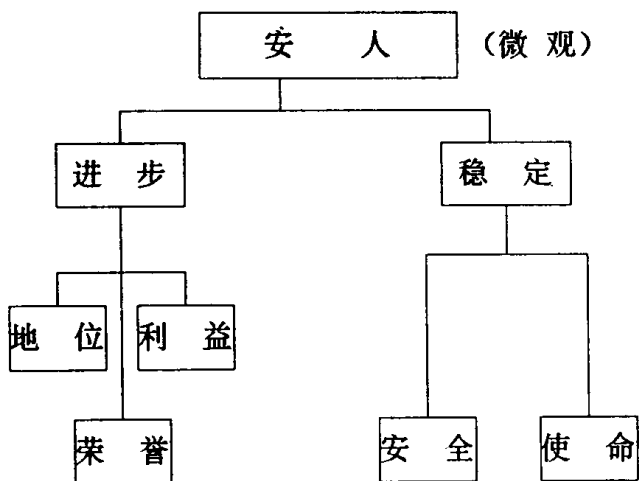 安 人 （微 观）
进 步 稳 定
地 位 利 益
荣 誉 安 全 使 命